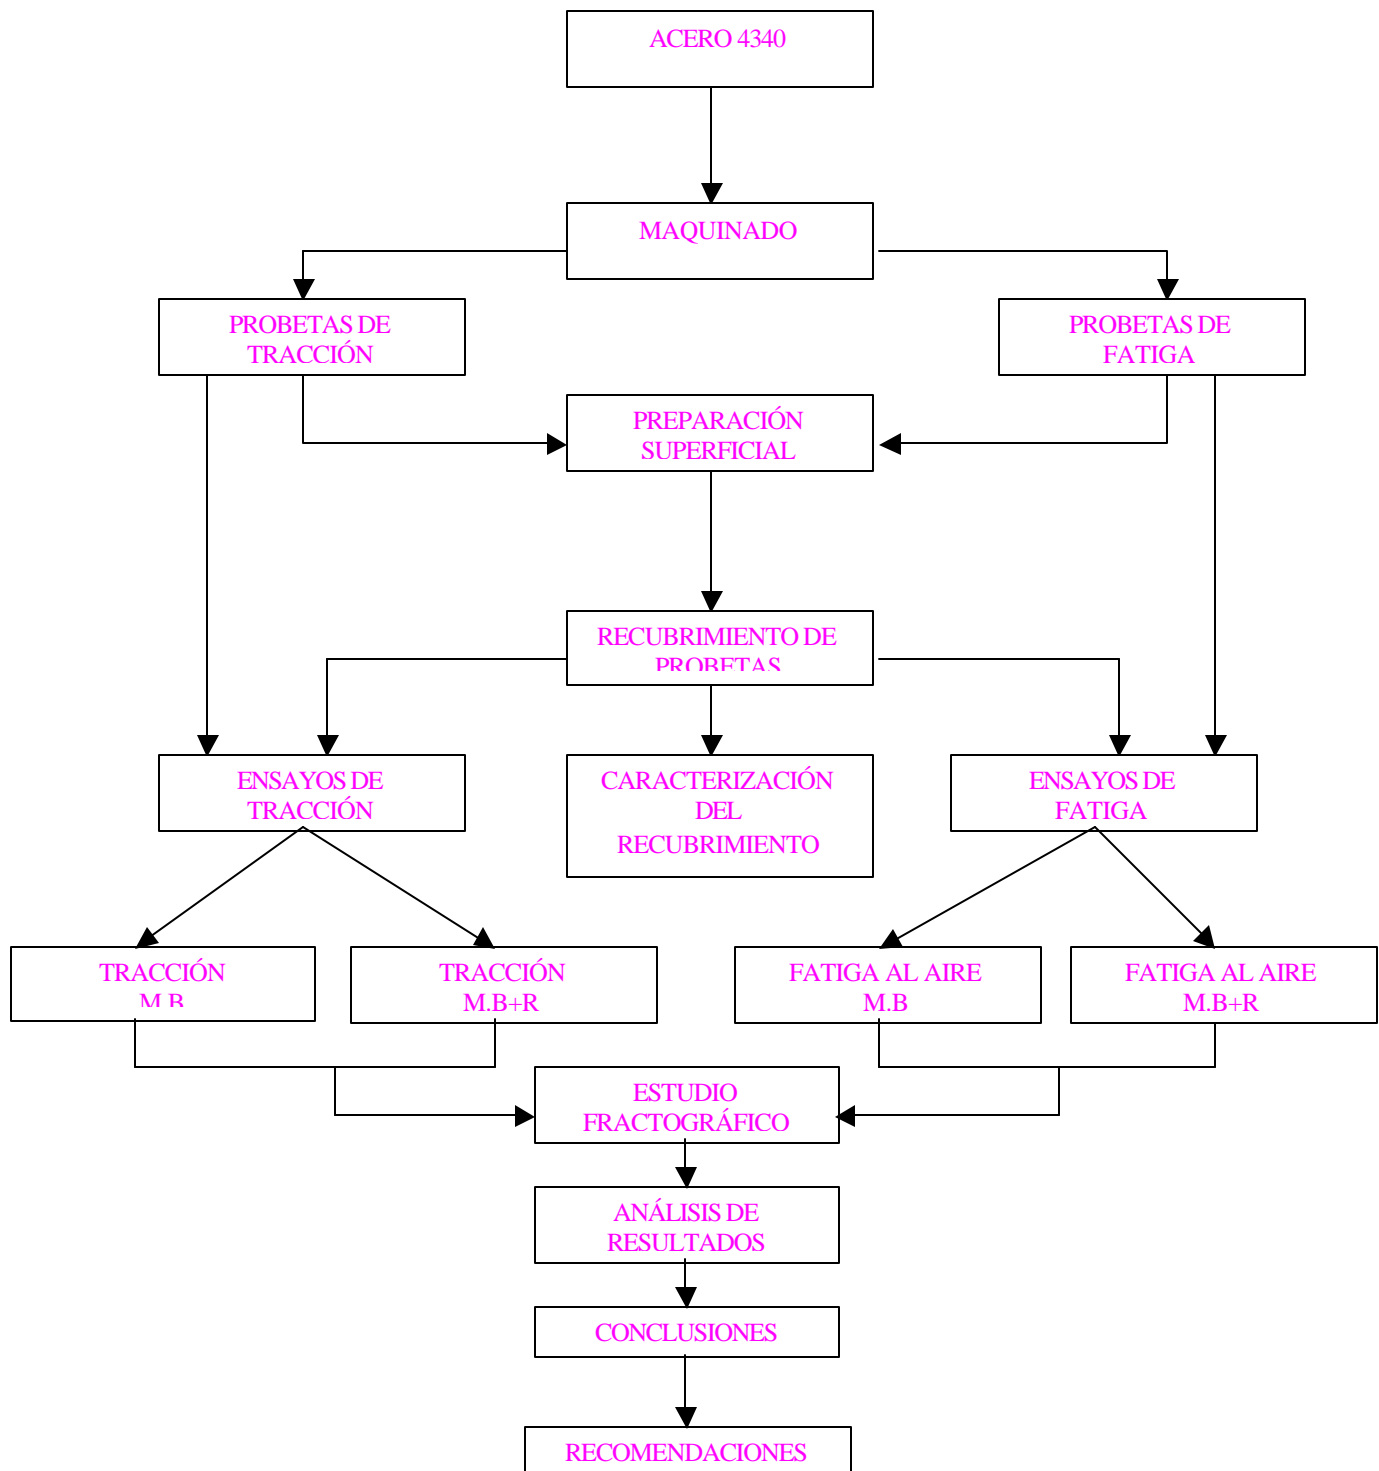 ACERO 4340
MAQUINADO
PROBETAS DE
TRACCIÓN
PROBETAS DE
FATIGA
PREPARACIÓN
SUPERFICIAL
RECUBRIMIENTO DE
PROBETAS
ENSAYOS DE
TRACCIÓN
CARACTERIZACIÓN
DEL
RECUBRIMIENTO
ENSAYOS DE
FATIGA
TRACCIÓN
M.B
TRACCIÓN
M.B+R
FATIGA AL AIRE
M.B
FATIGA AL AIRE
M.B+R
ESTUDIO
FRACTOGRÁFICO
ANÁLISIS DE
RESULTADOS
CONCLUSIONES
RECOMENDACIONES